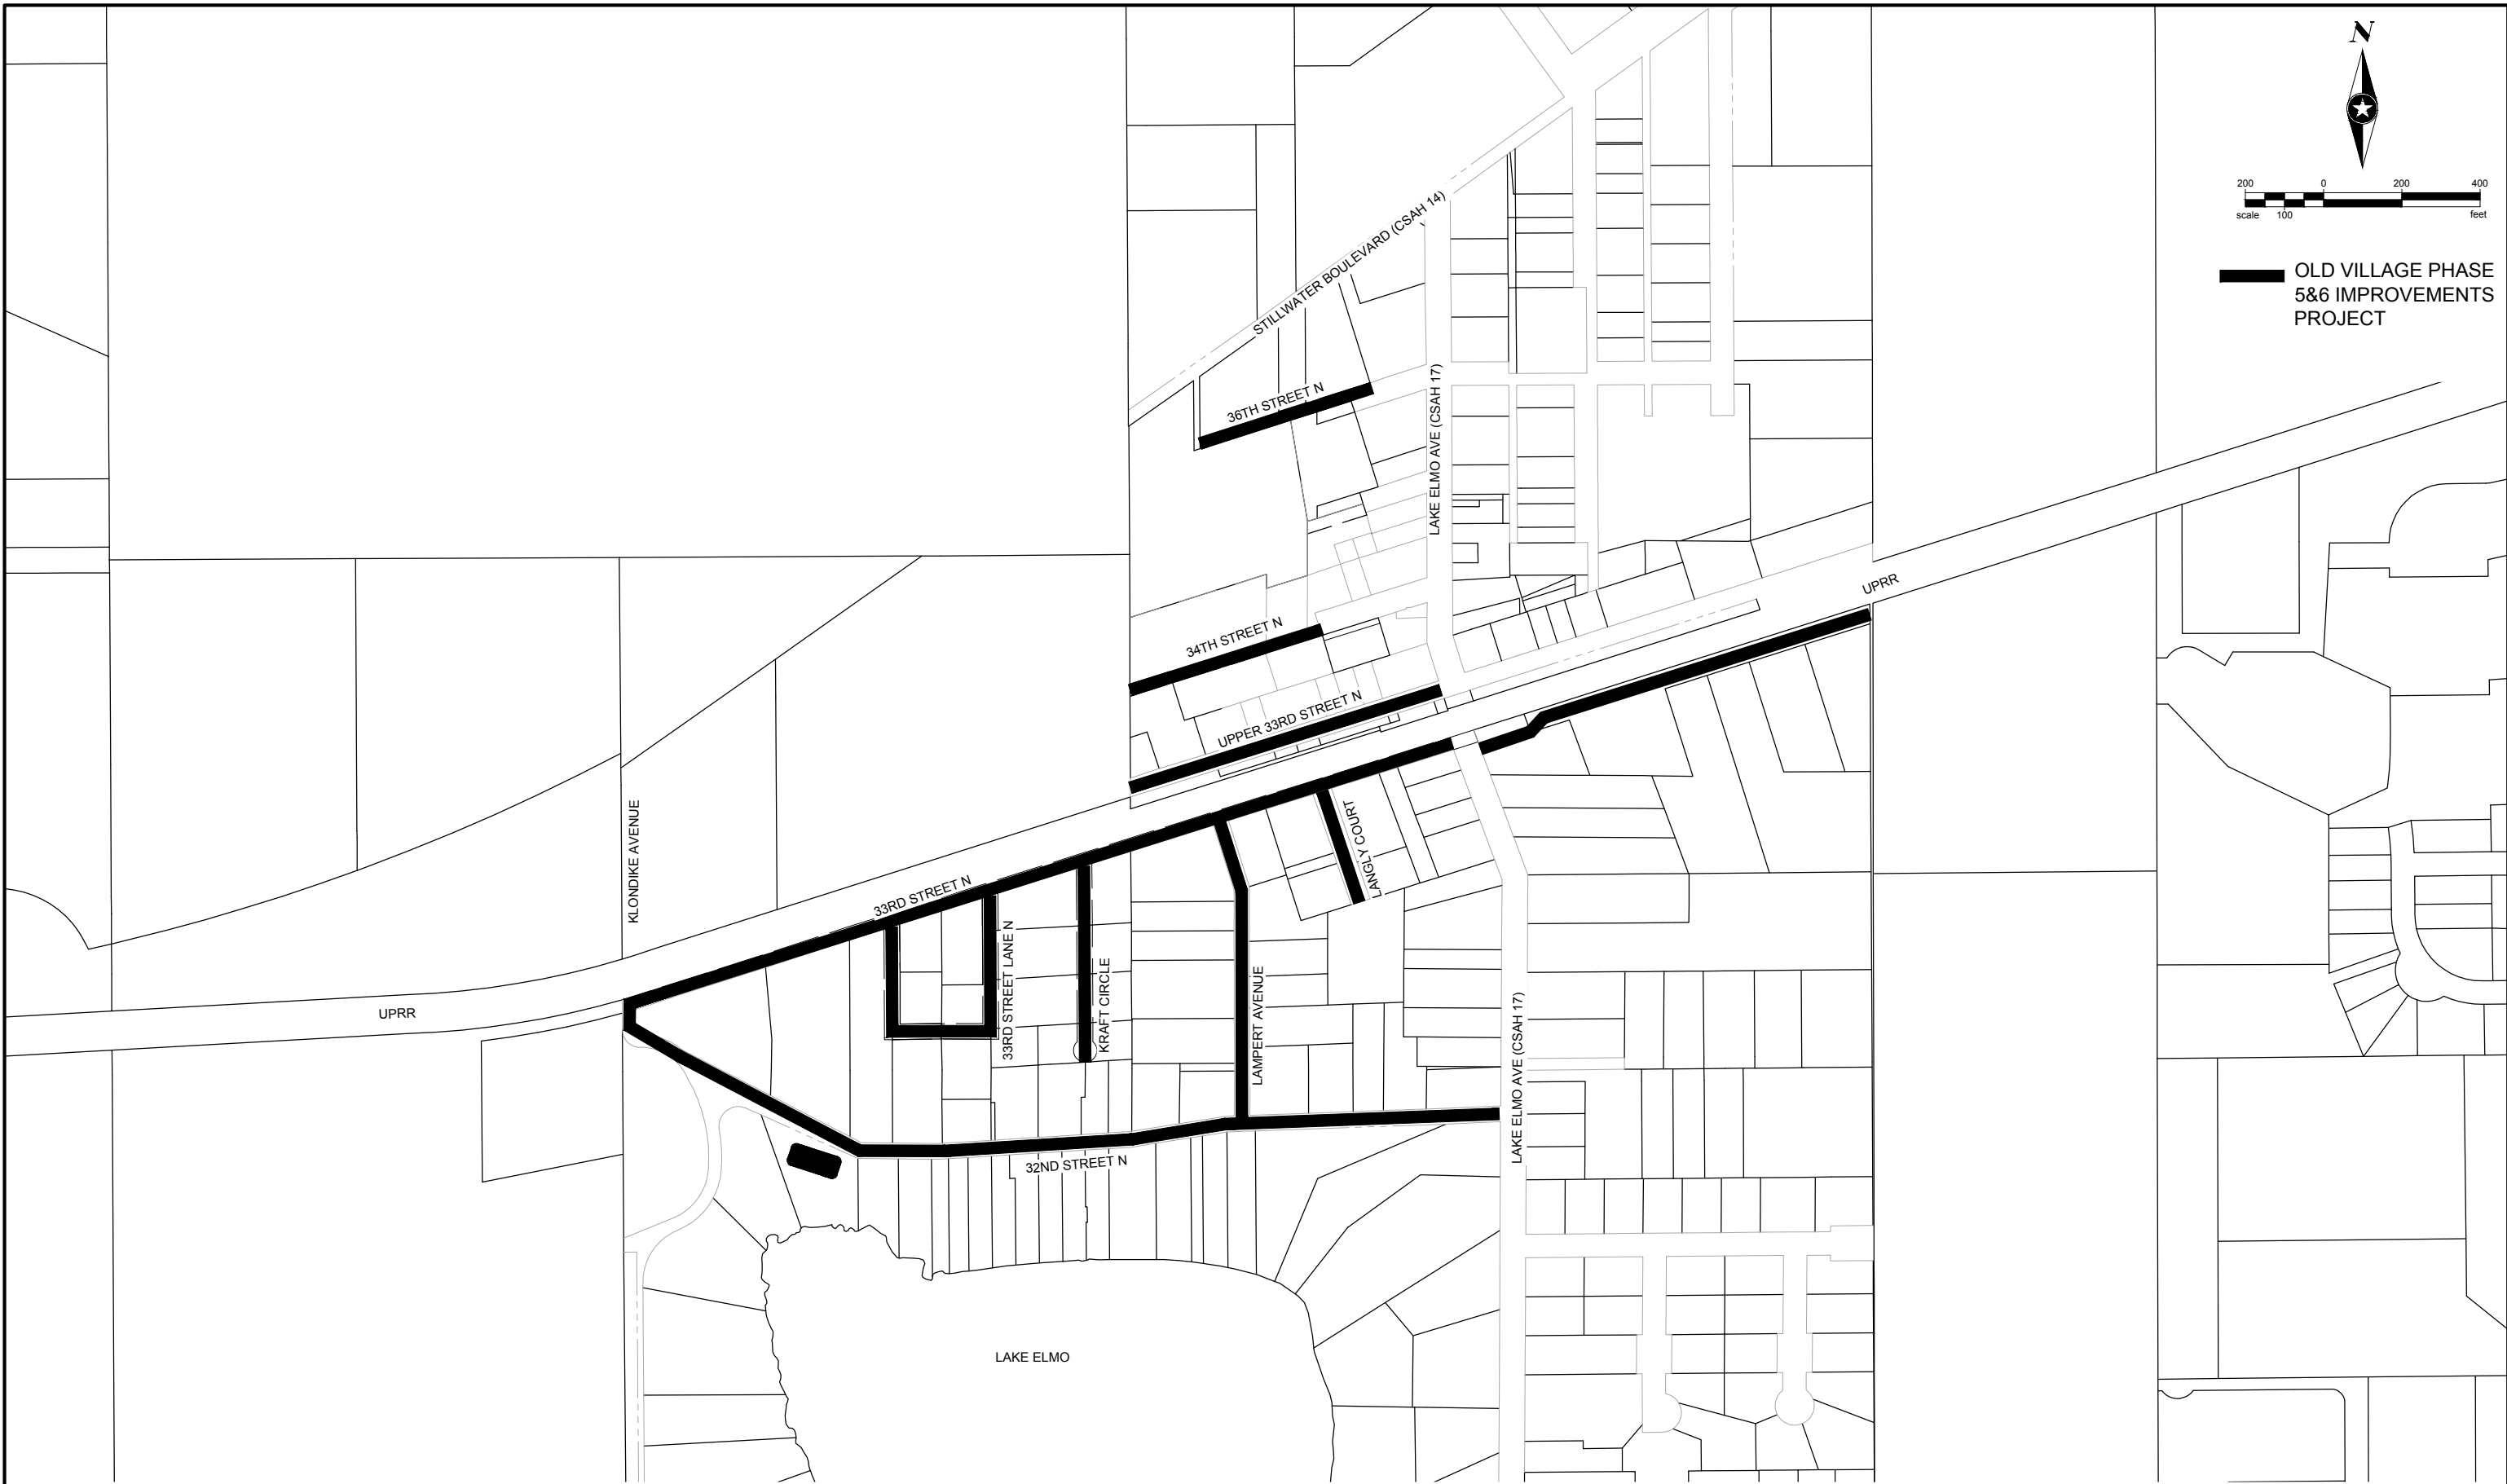 N
200 0 200 400
scale 100 feet
OLD VILLAGE PHASE
5&6 IMPROVEMENTS
PROJECT
STILLWATER BOULEVARD (CSAH 14)
36TH STREET N
LAKE ELMO AVE (CSAH 17)
UPRR
34TH STREET N
UPPER 33RD STREET N
KLONDIKE AVENUE
LANGLY COURT
33RD STREET N
33RD STREET LANE N
KRAFT CIRCLE
LAMPERT AVENUE
UPRR
LAKE ELMO AVE (CSAH 17)
32ND STREET N
LAKE ELMO